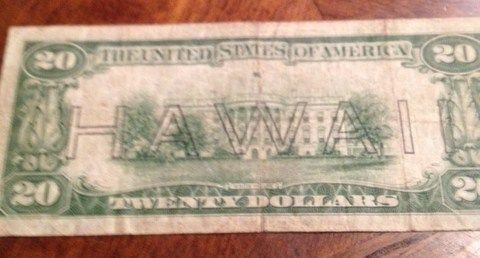 20 THE UNITED STATES OF AMERICA 20
HAWAII
20 TWENTY DOLLARS 20